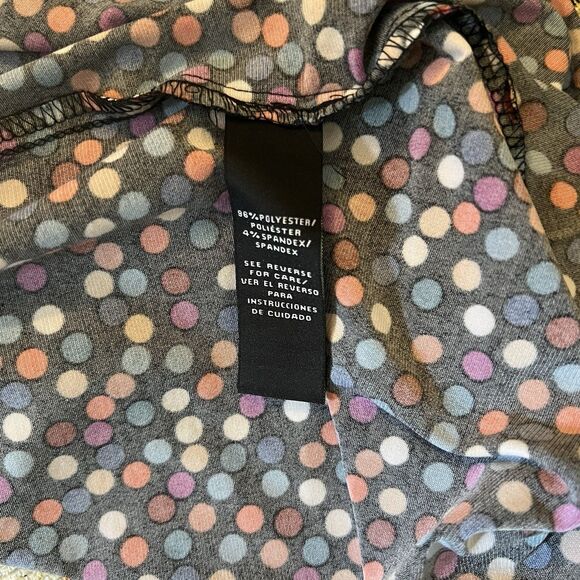 96% POLYESTER/
POLIÉSTER
4% SPANDEX/
SPANDEX
SEE REVERSE
FOR CARE/
VER EL REVERSO
PARA
INSTRUCCIONES
DE CUIDADO